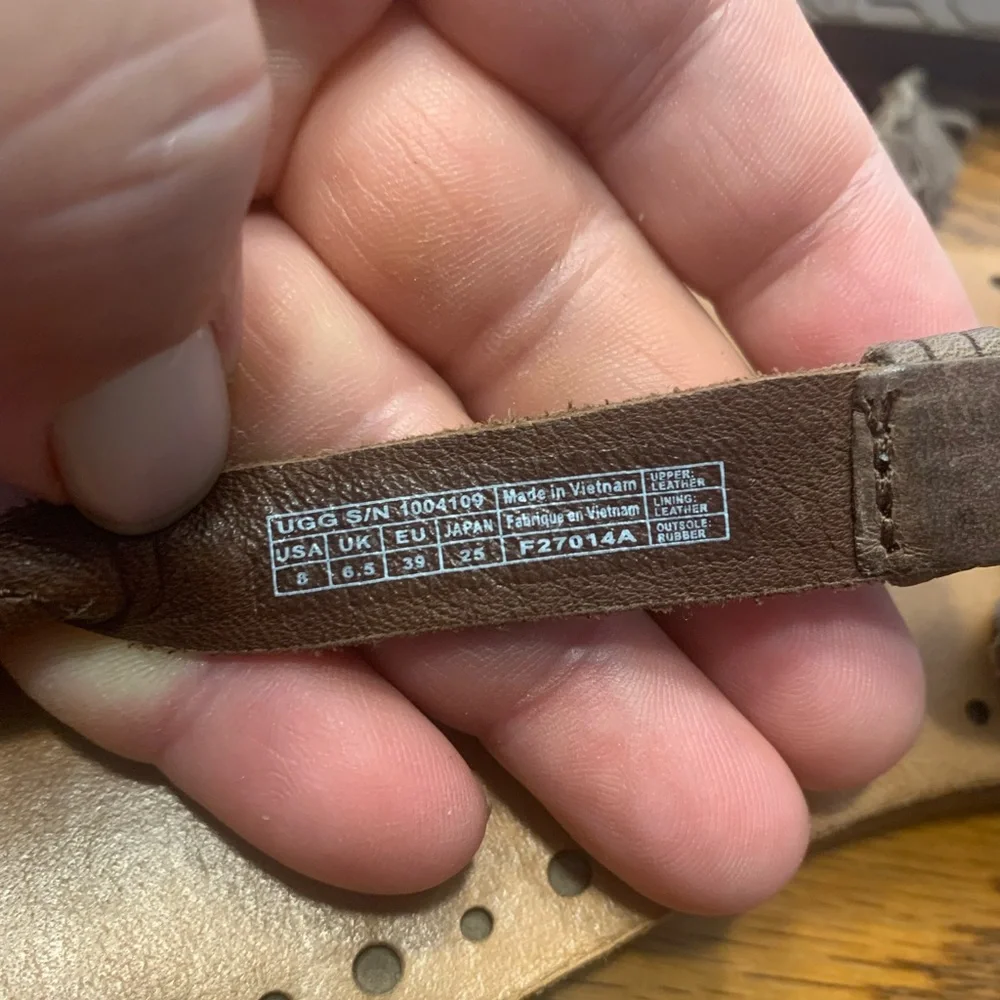 UGG S/N 1004109
USA UK EU JAPAN
8 6.5 39 25
Made in Vietnam
Fabrique en Vietnam
F27014A
UPPER:
LEATHER
LINING:
LEATHER
OUTSOLE:
RUBBER